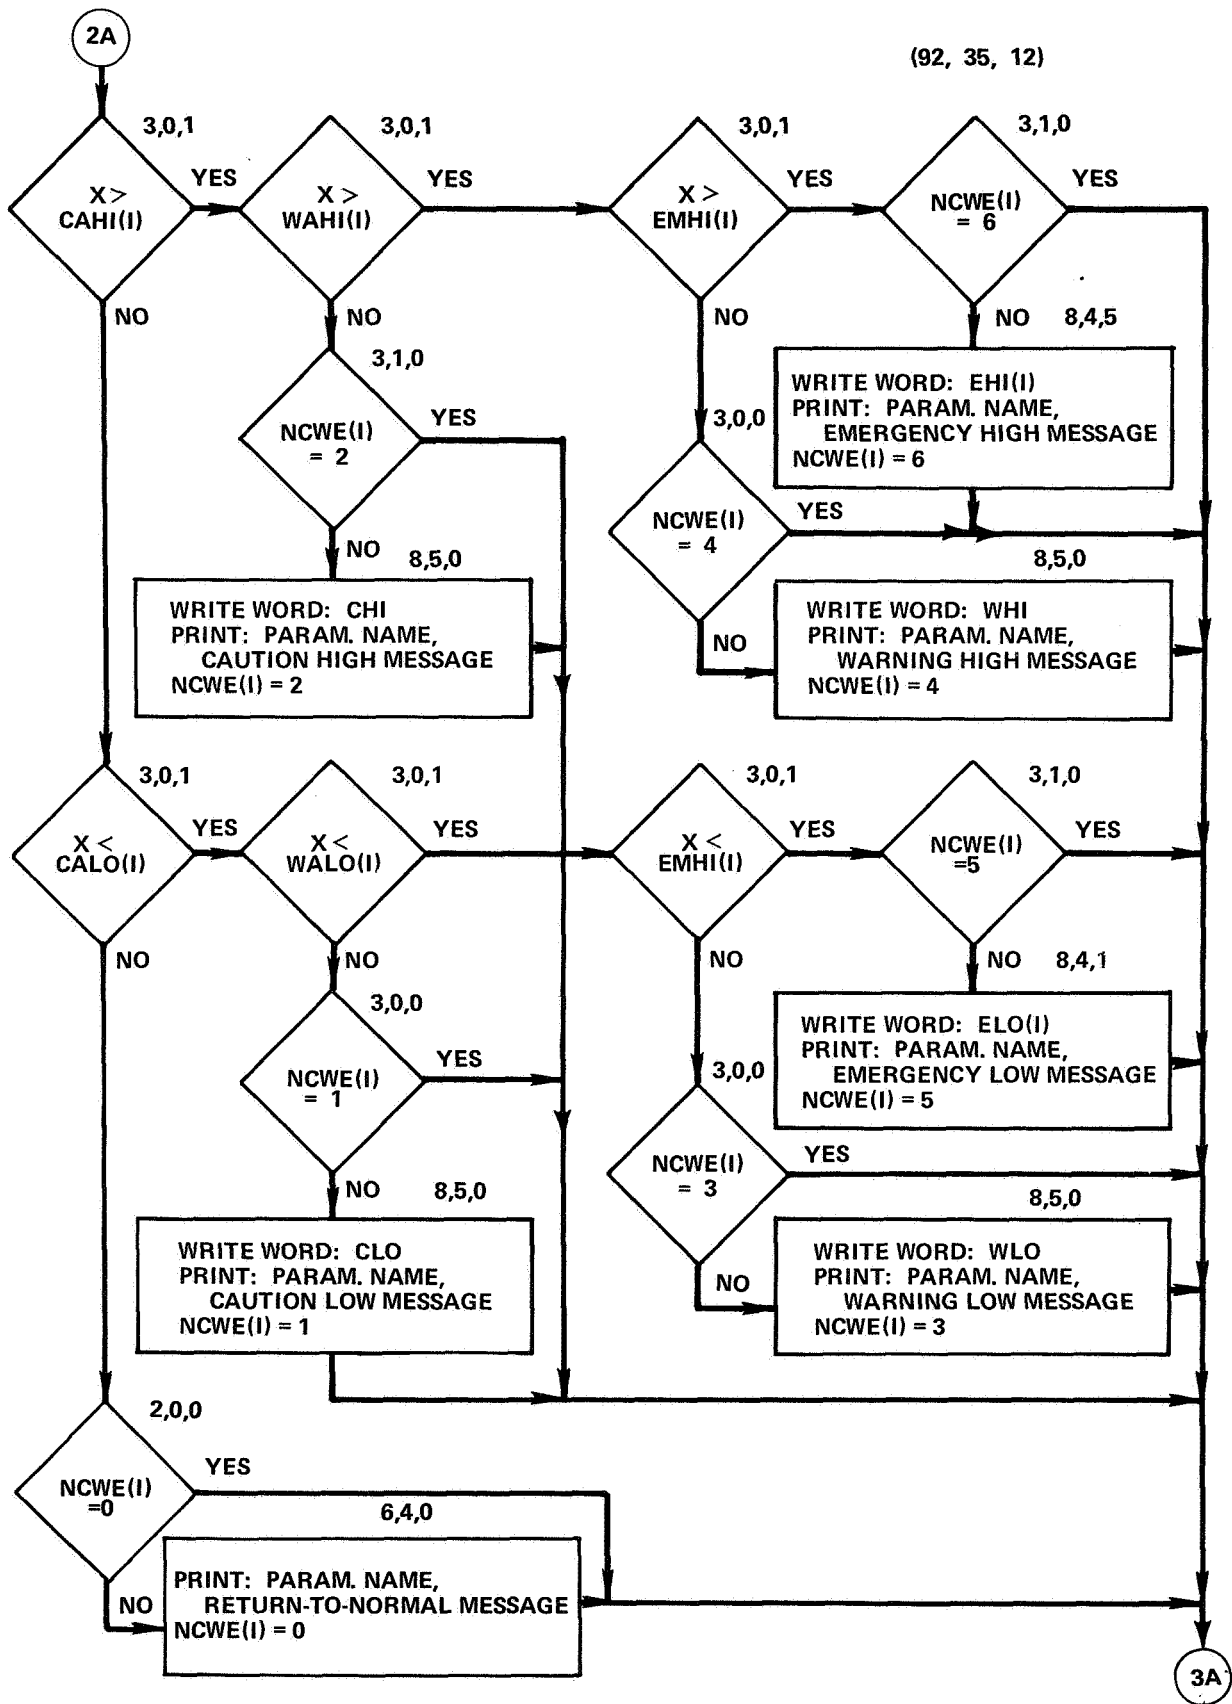 2A
(92, 35, 12)
3,0,1
3,0,1
3,0,1
3,1,0
X >
CAHI(I)
YES
X >
WAHI(I)
YES
X >
EMHI(I)
YES
NCWE(I)
= 6
YES
NO
NO
NO
NO
8,4,5
3,1,0
NCWE(I)
= 2
YES
WRITE WORD: EHI(I)
PRINT: PARAM. NAME,
EMERGENCY HIGH MESSAGE
NCWE(I) = 6
3,0,0
NCWE(I)
= 4
YES
NO
8,5,0
8,5,0
WRITE WORD: CHI
PRINT: PARAM. NAME,
CAUTION HIGH MESSAGE
NCWE(I) = 2
NO
WRITE WORD: WHI
PRINT: PARAM. NAME,
WARNING HIGH MESSAGE
NCWE(I) = 4
3,0,1
3,0,1
3,0,1
3,1,0
X <
CALO(I)
YES
X <
WALO(I)
YES
X <
EMHI(I)
YES
NCWE(I)
=5
YES
NO
NO
NO
NO
8,4,1
3,0,0
NCWE(I)
= 1
YES
WRITE WORD: ELO(I)
PRINT: PARAM. NAME,
EMERGENCY LOW MESSAGE
NCWE(I) = 5
3,0,0
NCWE(I)
= 3
YES
NO
8,5,0
8,5,0
WRITE WORD: CLO
PRINT: PARAM. NAME,
CAUTION LOW MESSAGE
NCWE(I) = 1
NO
WRITE WORD: WLO
PRINT: PARAM. NAME,
WARNING LOW MESSAGE
NCWE(I) = 3
2,0,0
NCWE(I)
=0
YES
6,4,0
NO
PRINT: PARAM. NAME,
RETURN-TO-NORMAL MESSAGE
NCWE(I) = 0
3A